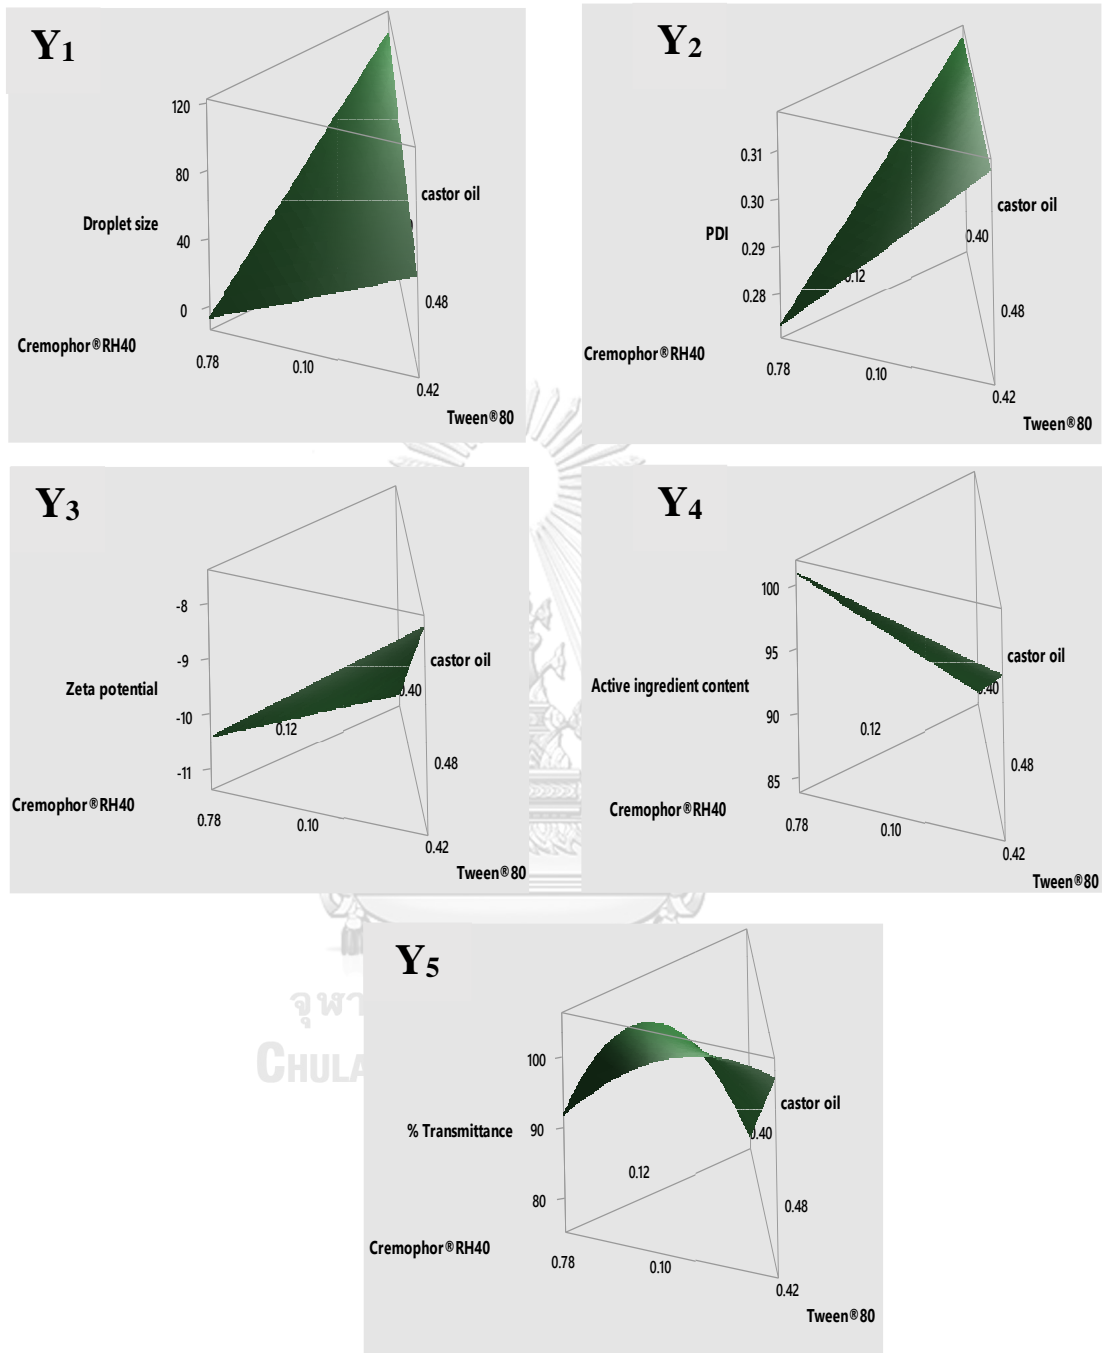 Y1
120
80
castor oil
Droplet size
40
0.48
0
Cremophor®RH40
0.78
0.10
0.42
Tween®80
Y2
0.31
0.30
castor oil
PDI
0.40
0.29
0.12
0.28
0.48
Cremophor®RH40
0.78
0.10
0.42
Tween®80
Y3
-8
-9
castor oil
Zeta potential
0.40
-10
0.12
0.48
-11
Cremophor®RH40
0.78
0.10
0.42
Tween®80
Y4
100
95
castor oil
Active ingredient content
0.40
90
0.12
0.48
85
Cremophor®RH40
0.78
0.10
0.42
Tween®80
Y5
100
castor oil
% Transmittance
90
0.40
0.12
80
0.48
Cremophor®RH40
0.78
0.10
0.42
Tween®80
จุฬา
CHULA